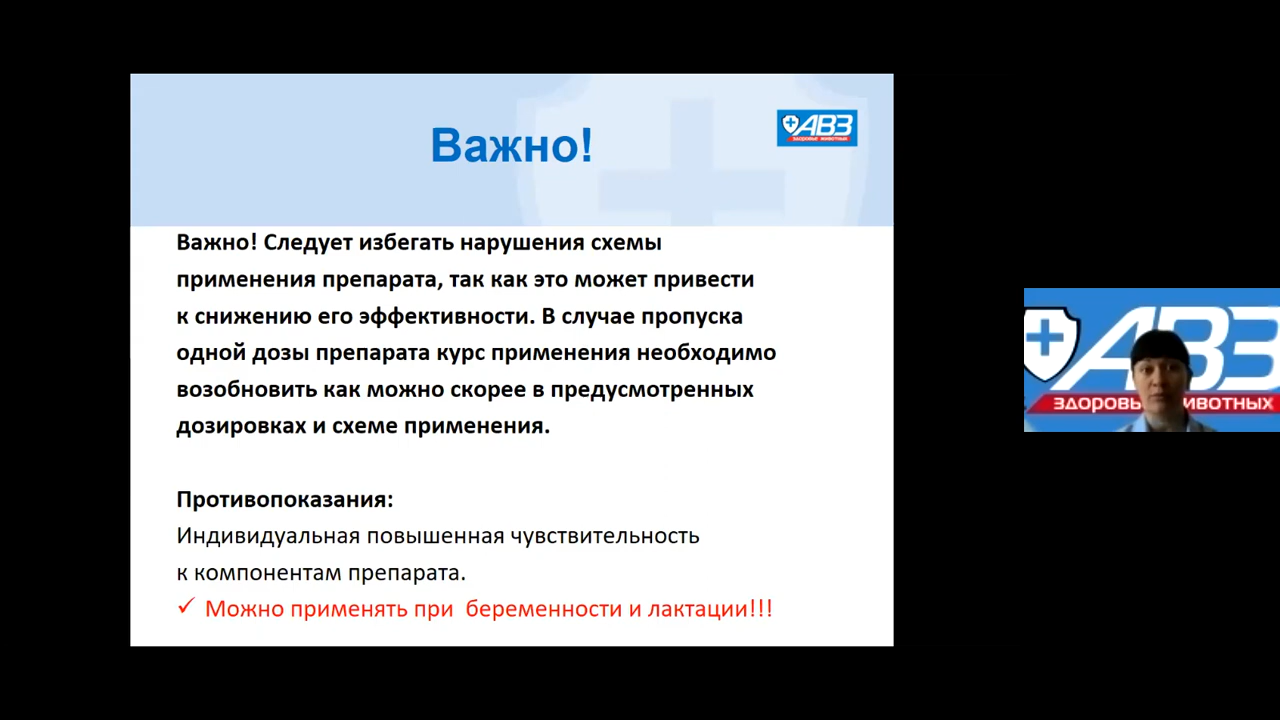 Важно!
АВЗ
ЗДОРОВЬЕ ЖИВОТНЫХ
Важно! Следует избегать нарушения схемы
применения препарата, так как это может привести
к снижению его эффективности. В случае пропуска
одной дозы препарата курс применения необходимо
возобновить как можно скорее в предусмотренных
дозировках и схеме применения.
Противопоказания:
Индивидуальная повышенная чувствительность
к компонентам препарата.
✓ Можно применять при беременности и лактации!!!
АВЗ
ЗДОРОВЬ ИВОТНЫХ